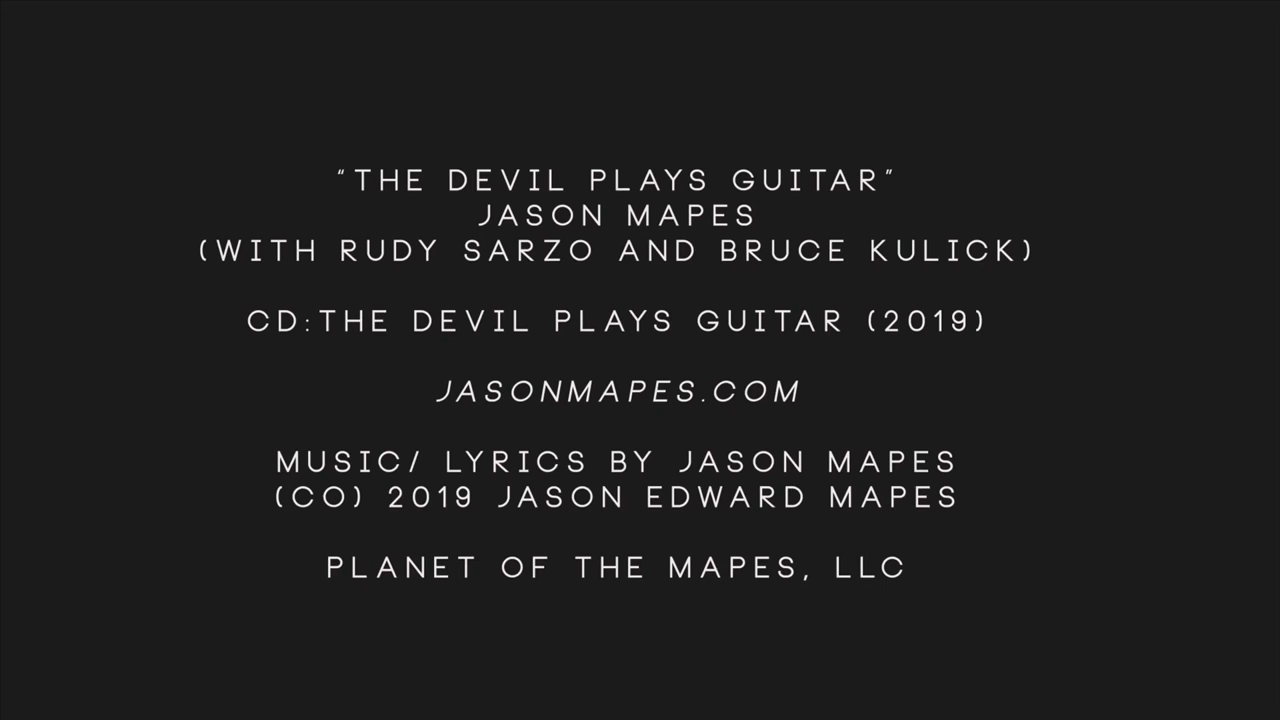 “THE DEVIL PLAYS GUITAR”
JASON MAPES
(WITH RUDY SARZO AND BRUCE KULICK)
CD:THE DEVIL PLAYS GUITAR (2019)
JASONMAPES.COM
MUSIC/ LYRICS BY JASON MAPES
(CO) 2019 JASON EDWARD MAPES
PLANET OF THE MAPES, LLC